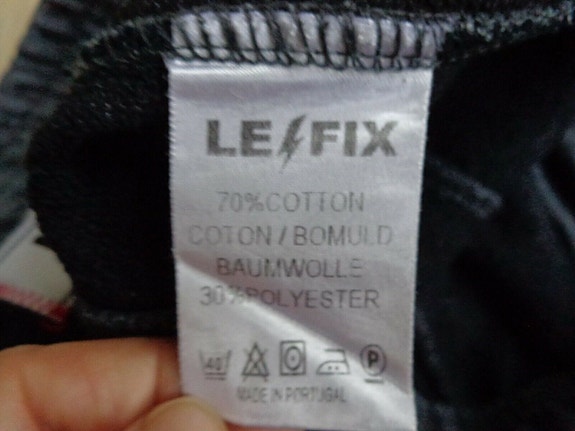 LE FIX
70%COTTON
COTON / BOMULD
BAUMWOLLE
30%POLYESTER
40 P
MADE IN PORTUGAL